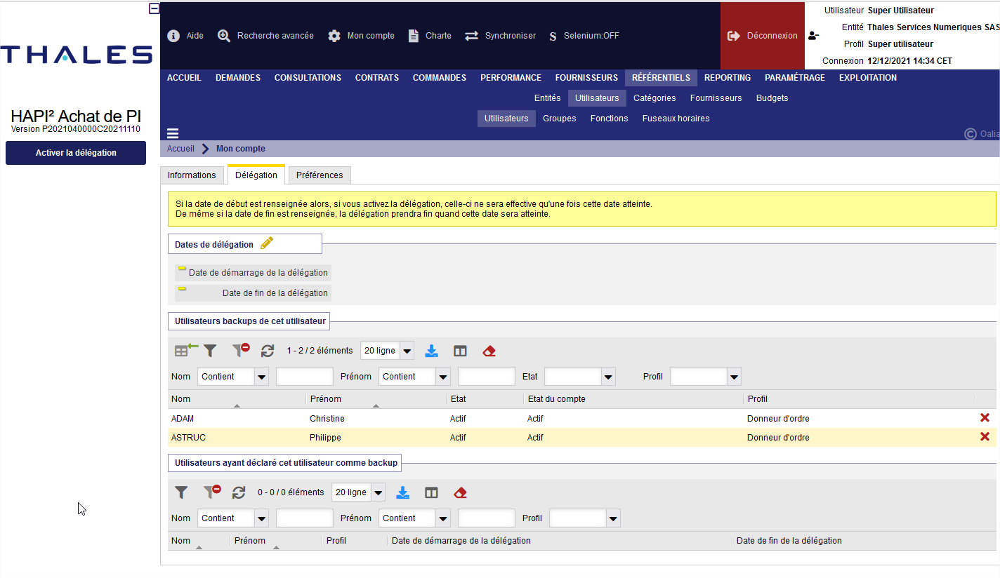 THALES
HAPI² Achat de PI
Version P2021040000C20211110
Activer la délégation
Aide Recherche avancée Mon compte Charte Synchroniser S Selenium:OFF Déconnexion
Utilisateur Super Utilisateur
Entité Thales Services Numeriques SAS
Profil Super utilisateur
Connexion 12/12/2021 14:34 CET
ACCUEIL DEMANDES CONSULTATIONS CONTRATS COMMANDES PERFORMANCE FOURNISSEURS RÉFÉRENTIELS REPORTING PARAMÉTRAGE EXPLOITATION
Entités Utilisateurs Catégories Fournisseurs Budgets
Utilisateurs Groupes Fonctions Fuseaux horaires
© Oalia
Accueil Mon compte
Informations Délégation Préférences
Si la date de début est renseignée alors, si vous activez la délégation, celle-ci ne sera effective qu'une fois cette date atteinte.
De même si la date de fin est renseignée, la délégation prendra fin quand cette date sera atteinte.
Dates de délégation
Date de démarrage de la délégation
Date de fin de la délégation
Utilisateurs backups de cet utilisateur
1 - 2 / 2 éléments 20 ligne
Nom Contient Prénom Contient Etat Profil
Nom Prénom Etat Etat du compte Profil
ADAM Christine Actif Actif Donneur d'ordre
ASTRUC Philippe Actif Actif Donneur d'ordre
Utilisateurs ayant déclaré cet utilisateur comme backup
0 - 0 / 0 éléments 20 ligne
Nom Contient Prénom Contient Profil
Nom Prénom Profil Date de démarrage de la délégation Date de fin de la délégation